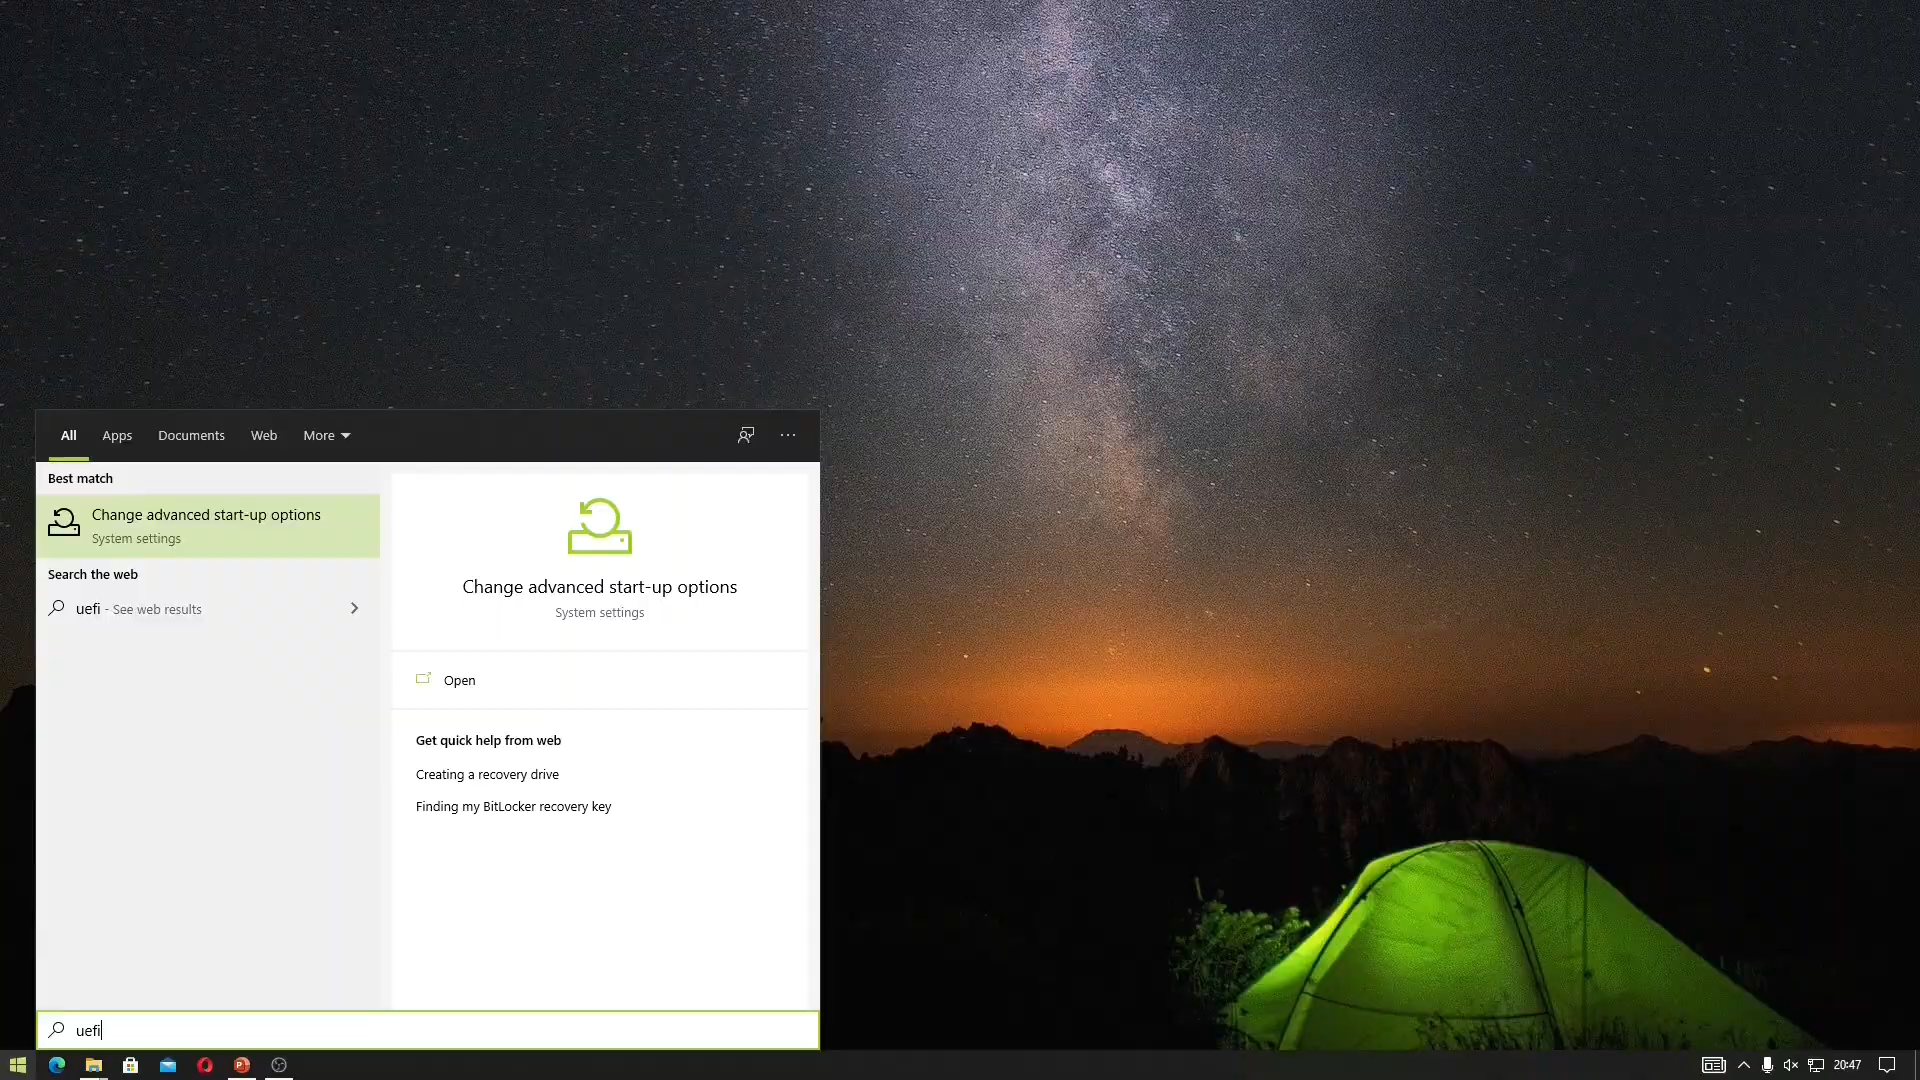 All Apps Documents Web More
Best match
Change advanced start-up options
System settings
Search the web
uefi - See web results
Change advanced start-up options
System settings
Open
Get quick help from web
Creating a recovery drive
Finding my BitLocker recovery key
uefi
20:47